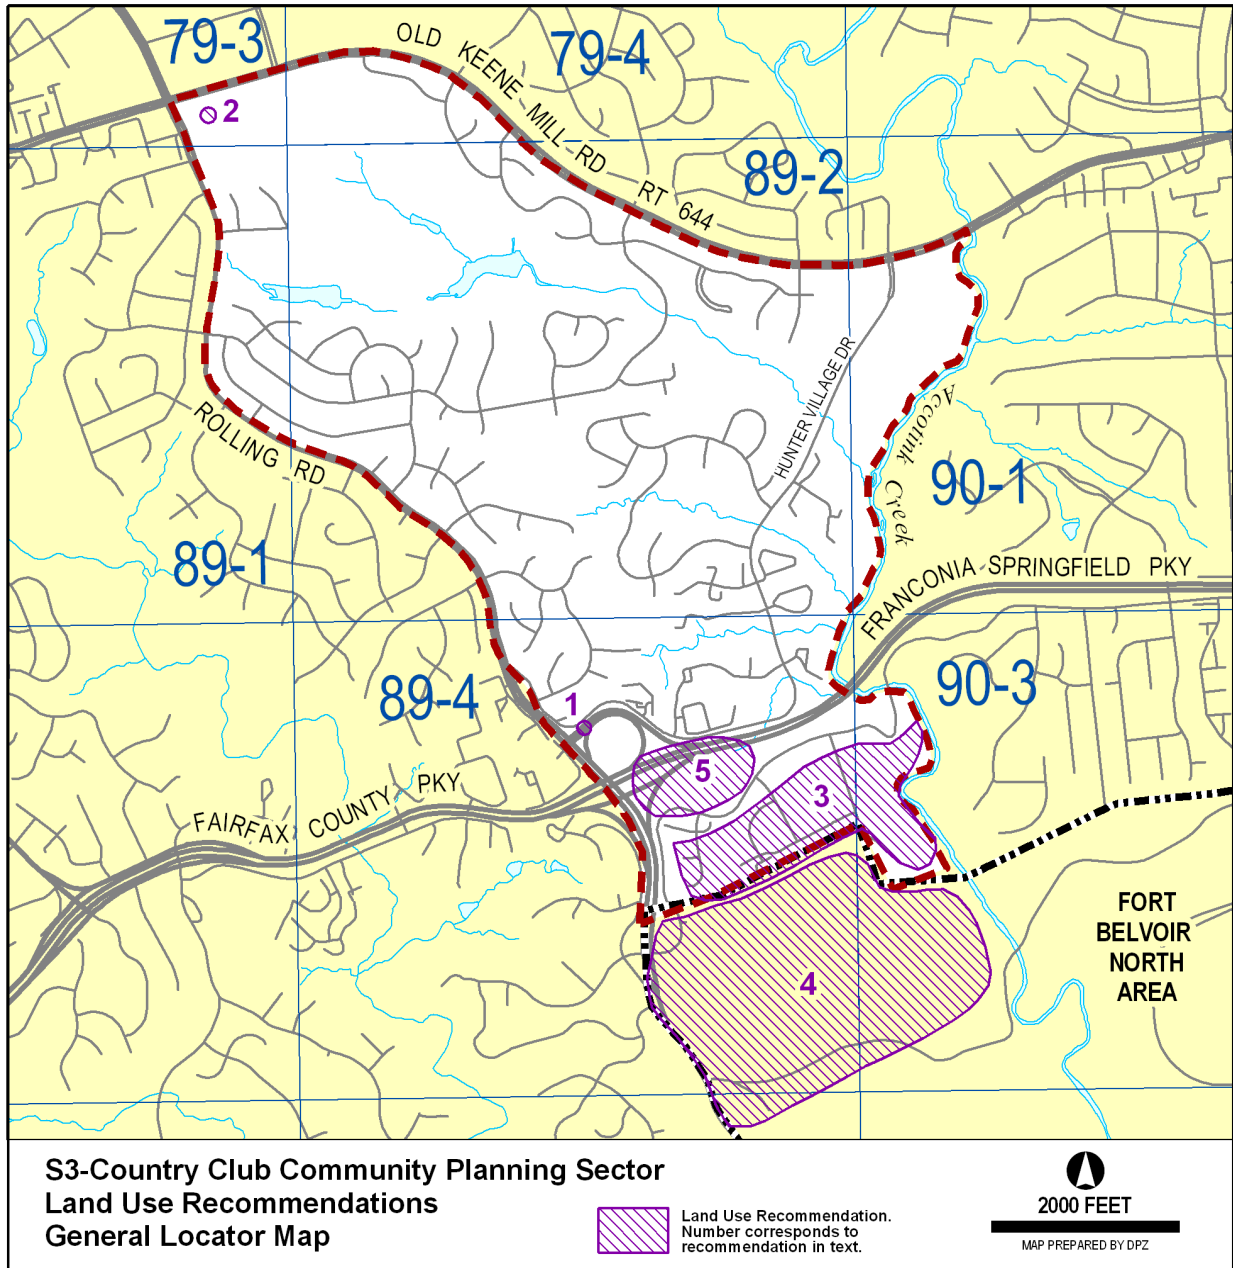 79-3
OLD KEENE MILL RD RT 644
79-4
2
89-2
HUNTER VILLAGE DR
Accotink Creek
ROLLING RD
90-1
89-1
FRANCONIA-SPRINGFIELD PKY
89-4
90-3
1
5
3
FAIRFAX COUNTY PKY
4
FORT
BELVOIR
NORTH
AREA
S3-Country Club Community Planning Sector
Land Use Recommendations
General Locator Map
Land Use Recommendation.
Number corresponds to
recommendation in text.
2000 FEET
MAP PREPARED BY DPZ